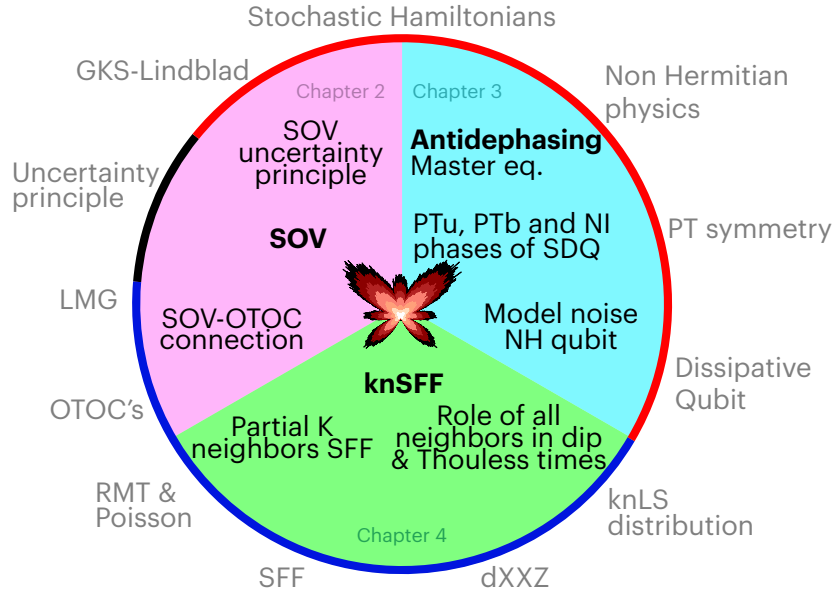 Stochastic Hamiltonians
GKS-Lindblad
Non Hermitian
physics
Chapter 2
Chapter 3
SOV
uncertainty
principle
Antidephasing
Master eq.
Uncertainty
principle
SOV
PTu, PTb and NI
phases of SDQ
PT symmetry
LMG
SOV-OTOC
connection
Model noise
NH qubit
knSFF
Dissipative
Qubit
OTOC's
Partial K
neighbors SFF
Role of all
neighbors in dip
& Thouless times
RMT &
Poisson
knLS
distribution
Chapter 4
SFF
dXXZ